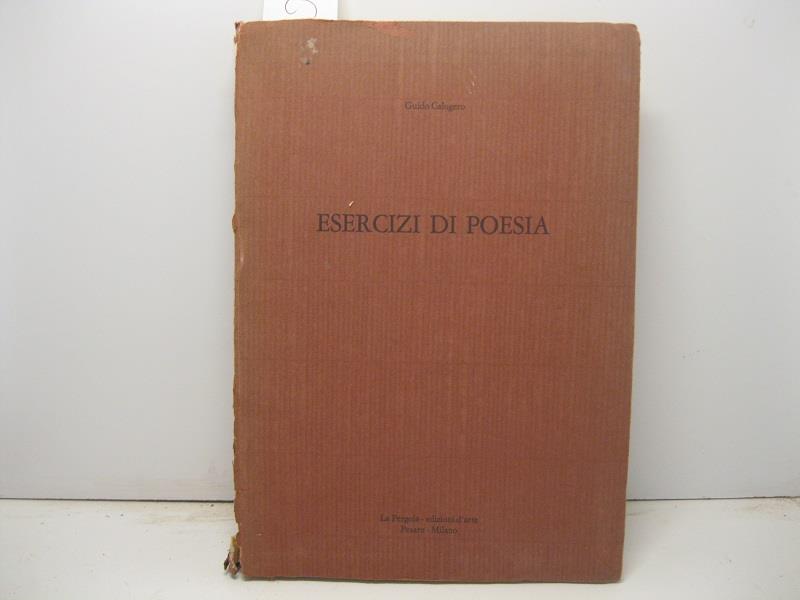 Guido Calogero
ESERCIZI DI POESIA
La Pergola - edizioni d'arte
Pesaro - Milano